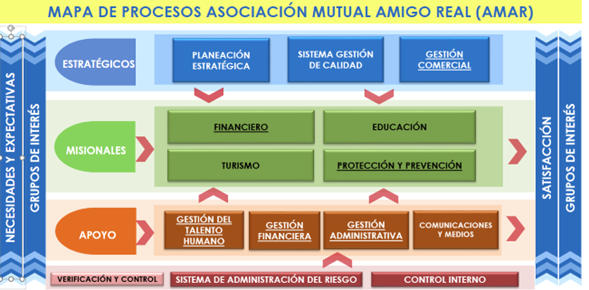 MAPA DE PROCESOS ASOCIACIÓN MUTUAL AMIGO REAL (AMAR)
NECESIDADES Y EXPECTATIVAS
GRUPOS DE INTERÉS
ESTRATÉGICOS
PLANEACIÓN
ESTRATÉGICA
SISTEMA GESTIÓN
DE CALIDAD
GESTIÓN
COMERCIAL
MISIONALES
FINANCIERO
EDUCACIÓN
TURISMO
PROTECCIÓN Y PREVENCIÓN
APOYO
GESTIÓN DEL
TALENTO
HUMANO
GESTIÓN
FINANCIERA
GESTIÓN
ADMINISTRATIVA
COMUNICACIONES
Y MEDIOS
VERIFICACIÓN Y CONTROL
SISTEMA DE ADMINISTRACIÓN DEL RIESGO
CONTROL INTERNO
SATISFACCIÓN
GRUPOS DE INTERÉS